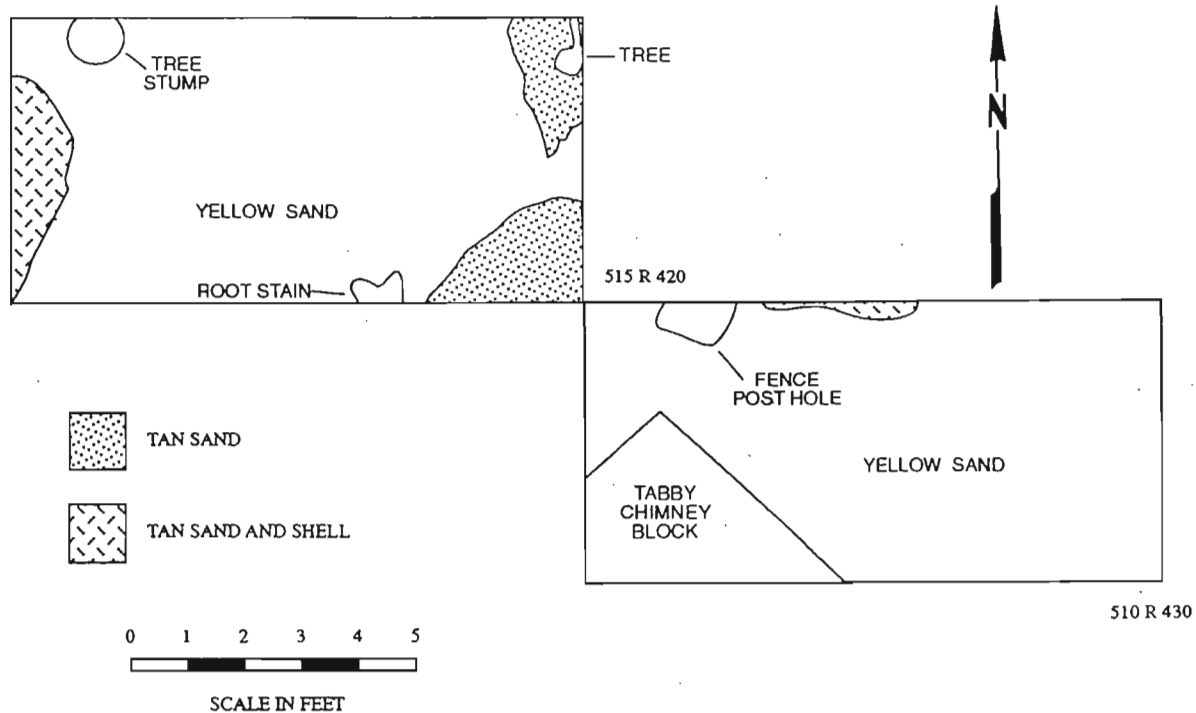 TREE
STUMP
TREE
N
YELLOW SAND
ROOT STAIN
515 R 420
FENCE
POST HOLE
TAN SAND
YELLOW SAND
TABBY
CHIMNEY
BLOCK
TAN SAND AND SHELL
510 R 430
0 1 2 3 4 5
SCALE IN FEET